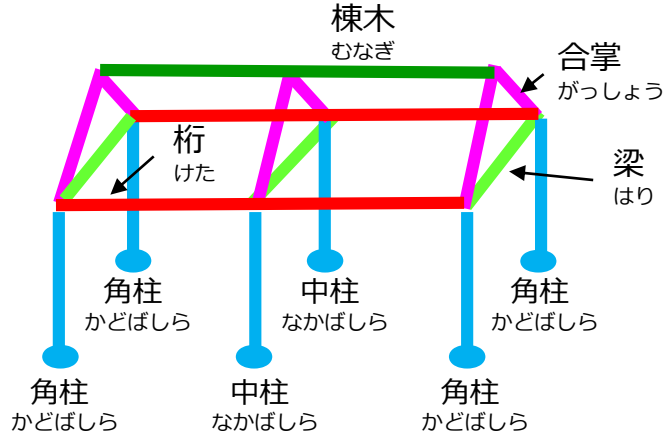 棟木
むなぎ
合掌
がっしょう
桁
けた
梁
はり
角柱
かどばしら
中柱
なかばしら
角柱
かどばしら
角柱
かどばしら
中柱
なかばしら
角柱
かどばしら